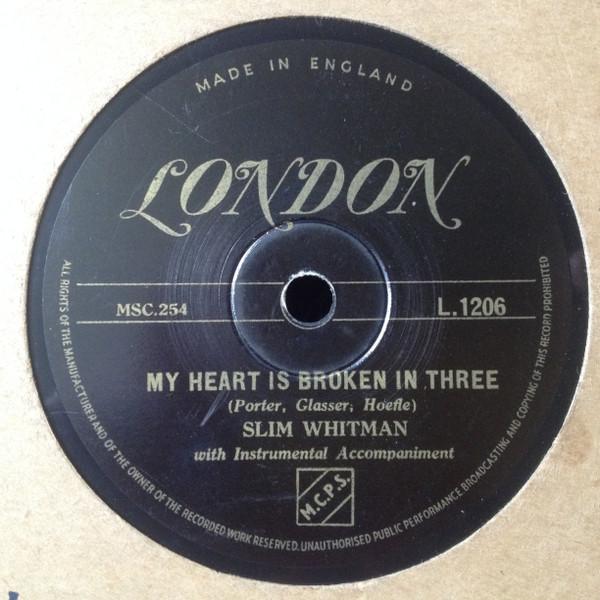 MADE IN ENGLAND
LONDON
MSC.254
L.1206
MY HEART IS BROKEN IN THREE
(Porter, Glasser, Hoefle)
SLIM WHITMAN
with Instrumental Accompaniment
M.C.P.S.
ALL RIGHTS OF THE MANUFACTURER AND OF THE OWNER OF THE RECORDED WORK RESERVED. UNAUTHORISED PUBLIC PERFORMANCE, BROADCASTING AND COPYING OF THIS RECORD PROHIBITED